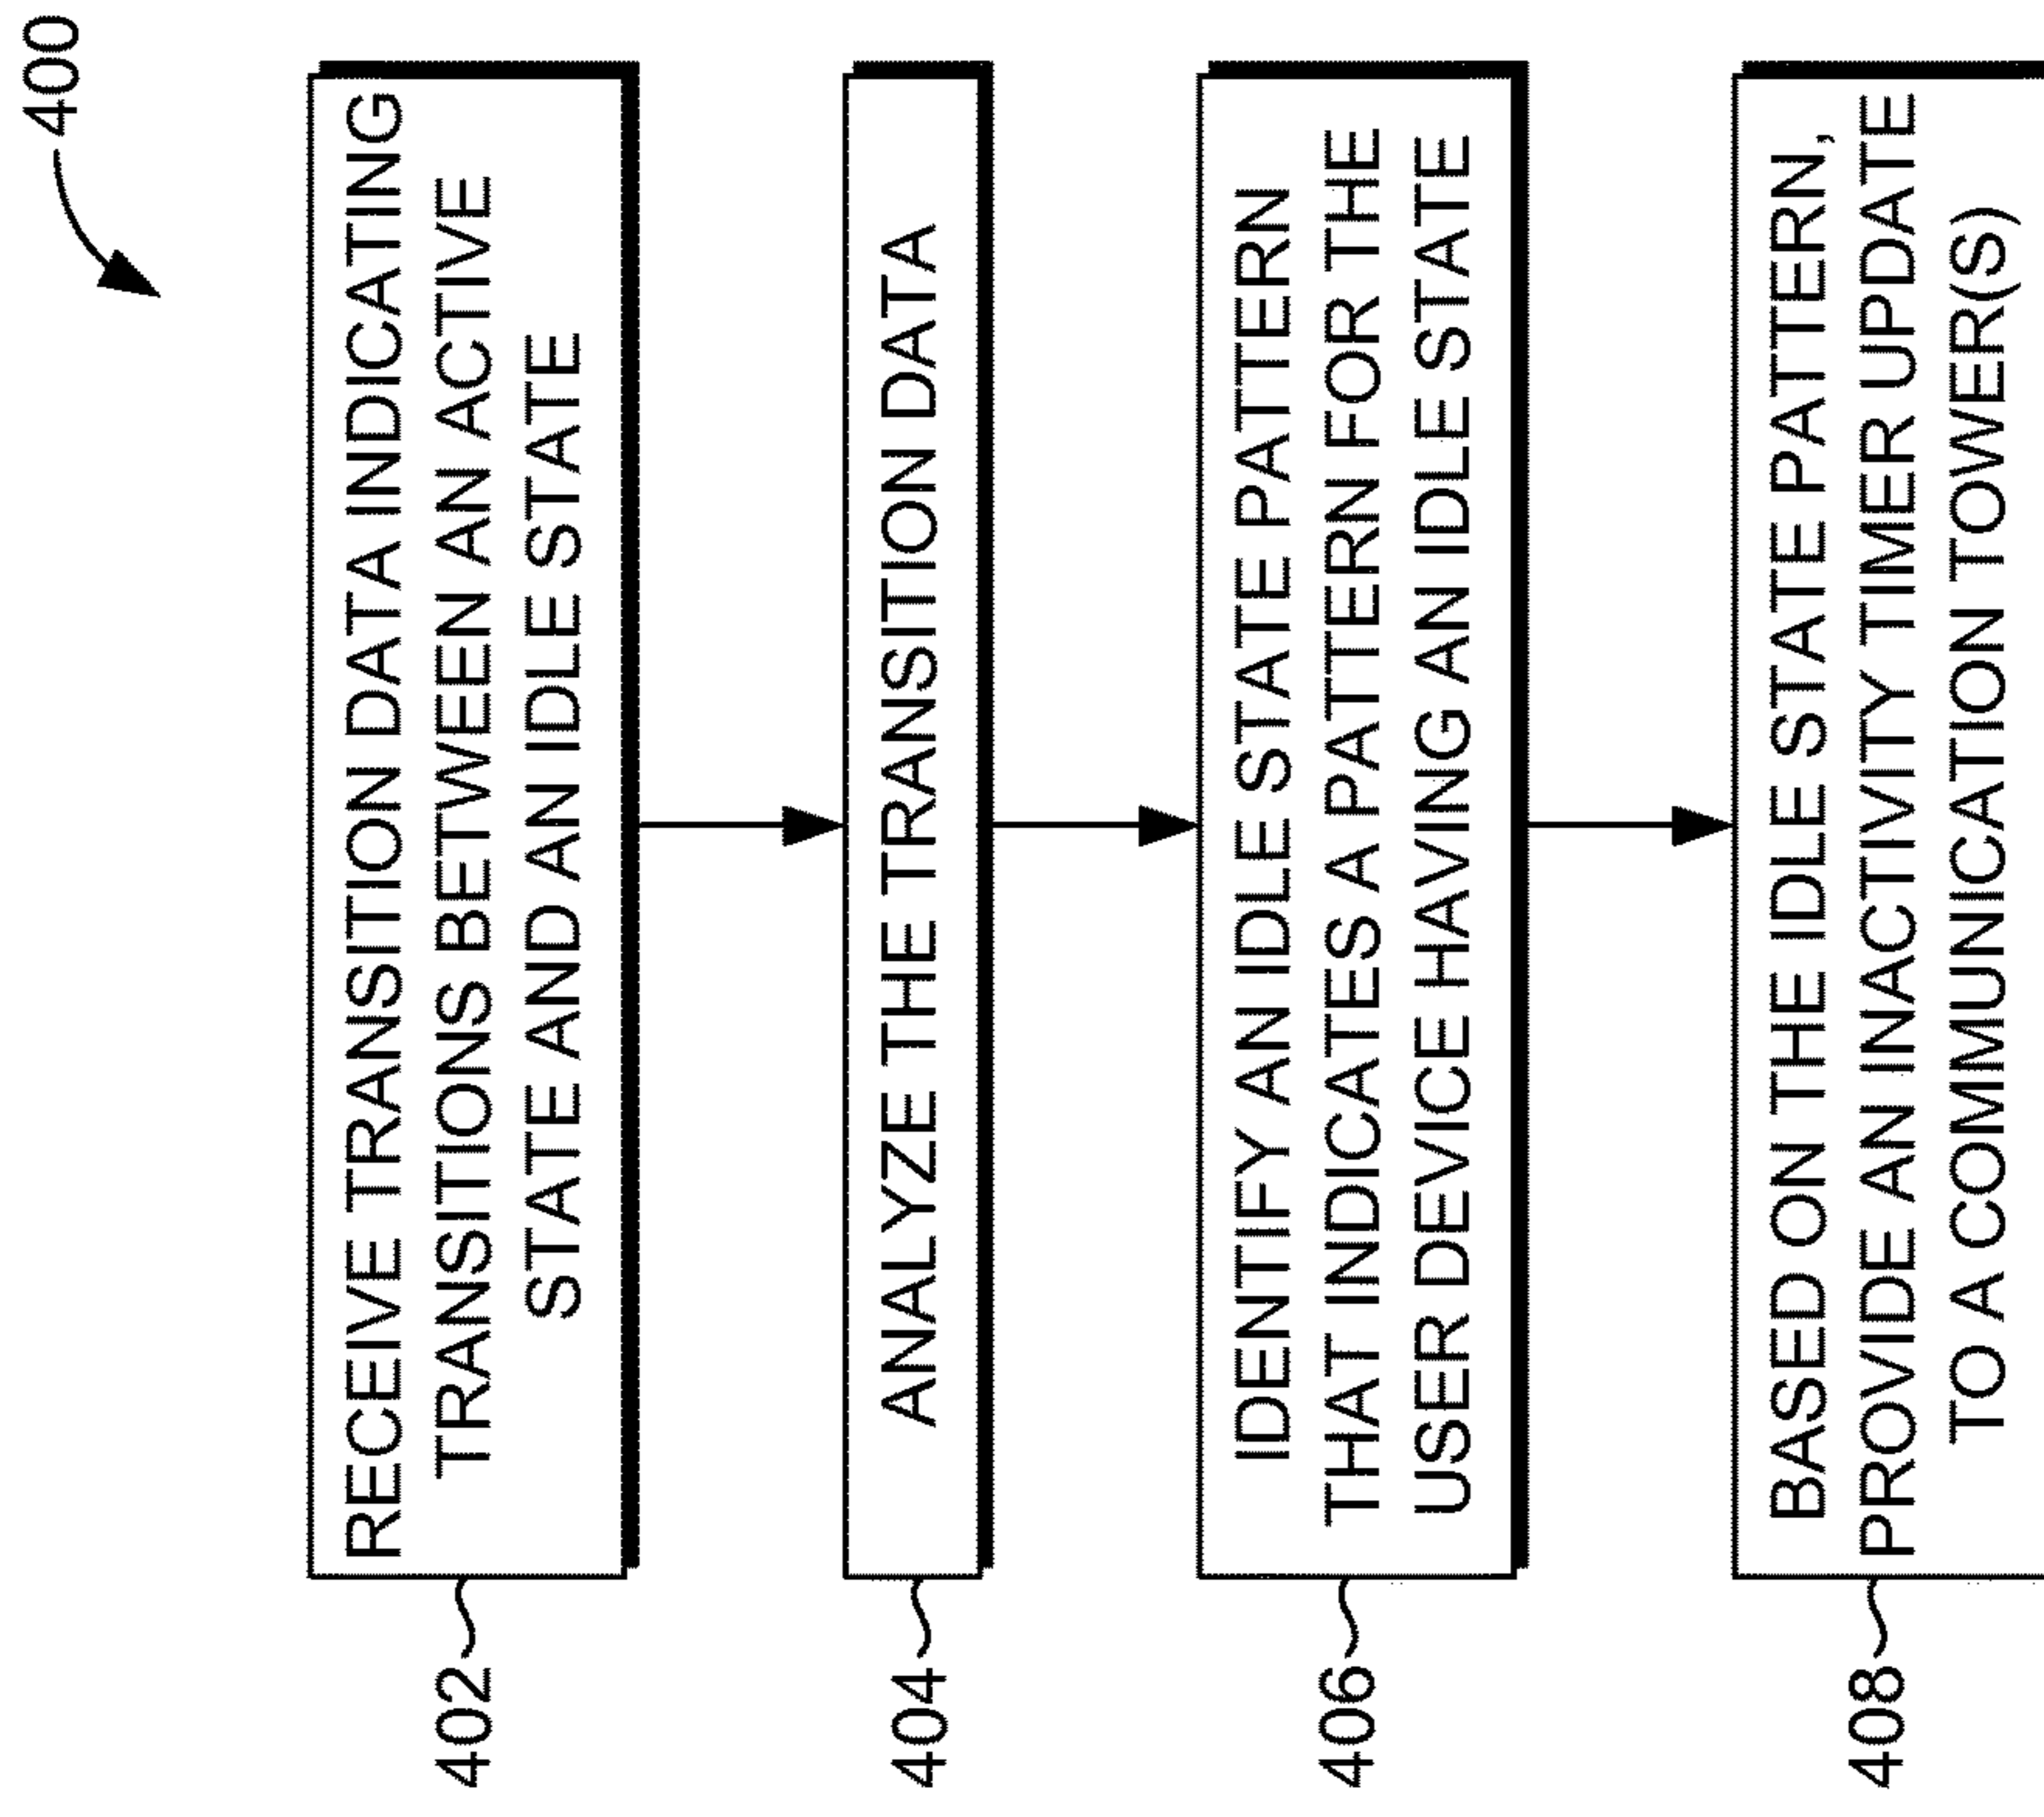 400
402
RECEIVE TRANSITION DATA INDICATING
TRANSITIONS BETWEEN AN ACTIVE
STATE AND AN IDLE STATE
404
ANALYZE THE TRANSITION DATA
406
IDENTIFY AN IDLE STATE PATTERN
THAT INDICATES A PATTERN FOR THE
USER DEVICE HAVING AN IDLE STATE
408
BASED ON THE IDLE STATE PATTERN,
PROVIDE AN INACTIVITY TIMER UPDATE
TO A COMMUNICATION TOWER(S)